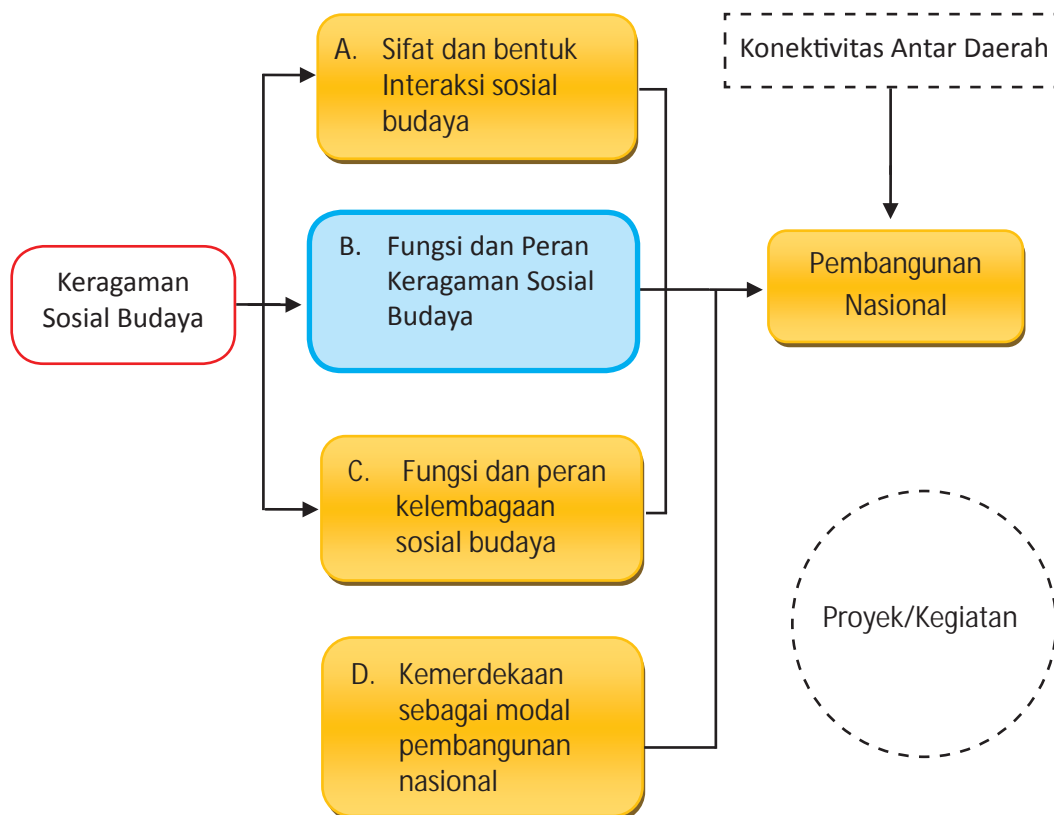 A. Sifat dan bentuk
Interaksi sosial
budaya
Konektivitas Antar Daerah
Keragaman
Sosial Budaya
B. Fungsi dan Peran
Keragaman Sosial
Budaya
Pembangunan
Nasional
C. Fungsi dan peran
kelembagaan
sosial budaya
Proyek/Kegiatan
D. Kemerdekaan
sebagai modal
pembangunan
nasional